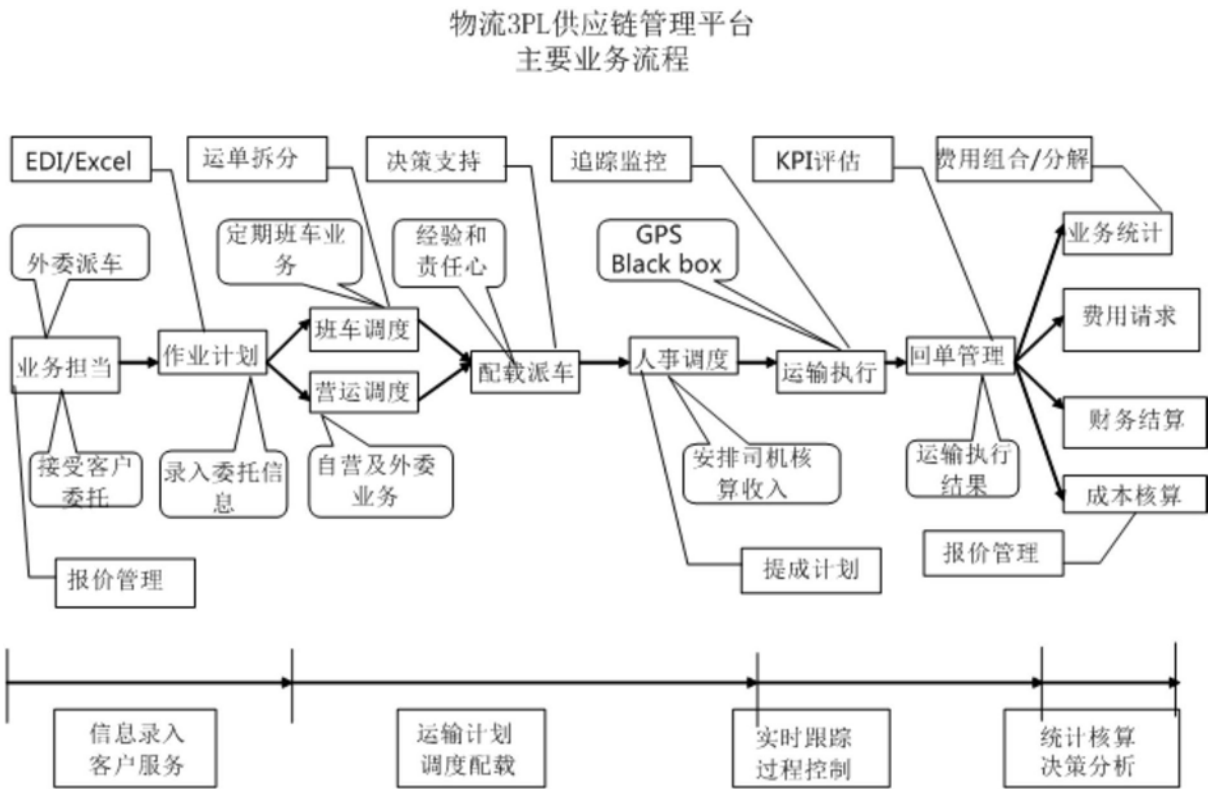 物流3PL供应链管理平台
主要业务流程
EDI/Excel
运单拆分
决策支持
追踪监控
KPI评估
费用组合/分解
外委派车
定期班车业
务
经验和
责任心
GPS
Black box
业务统计
费用请求
业务担当
作业计划
班车调度
营运调度
配载派车
人事调度
运输执行
回单管理
财务结算
成本核算
接受客户
委托
录入委托信
息
自营及外委
业务
安排司机核
算收入
运输执行
结果
报价管理
提成计划
报价管理
信息录入
客户服务
运输计划
调度配载
实时跟踪
过程控制
统计核算
决策分析